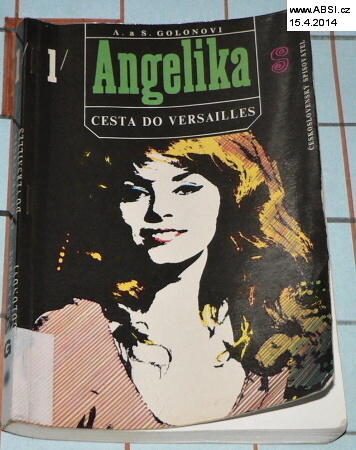 www.ABSI.cz
15.4.2014
A. a S. GOLONOVI
1/
Angelika
S
CESTA DO VERSAILLES
ČESKOSLOVENSKÝ SPISOVATEL
DO VERSAILLES
GOLONOVI
G